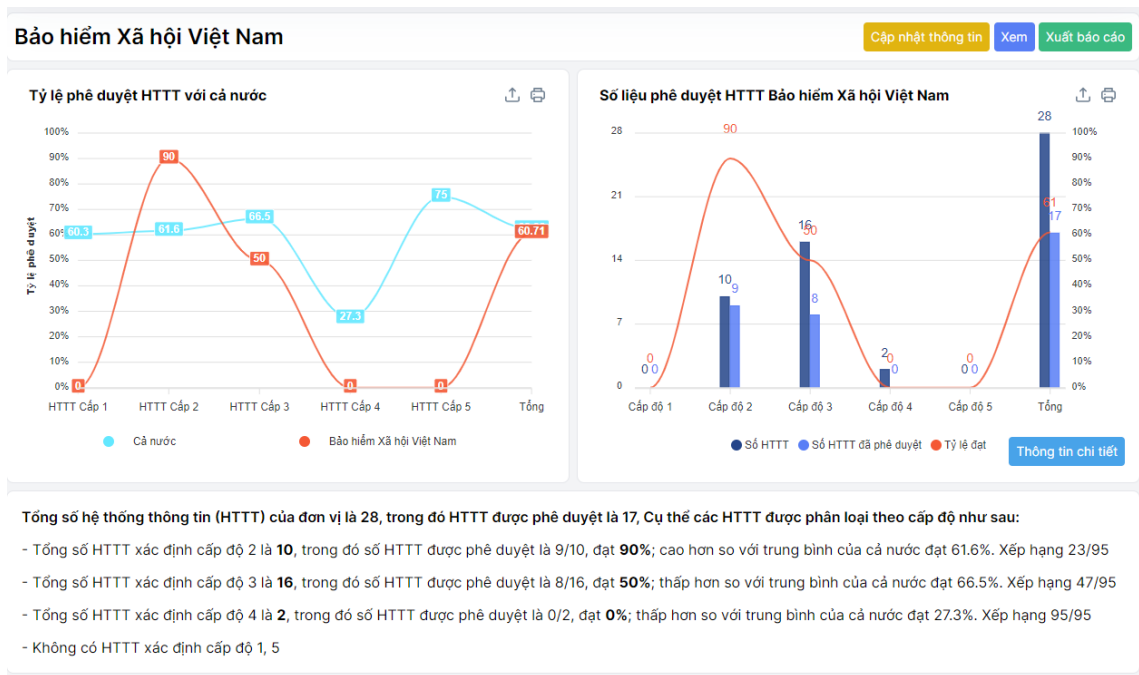 Bảo hiểm Xã hội Việt Nam
Cập nhật thông tin
Xem
Xuất báo cáo
Tỷ lệ phê duyệt HTTT với cả nước
Tỷ lệ phê duyệt
100%
90%
80%
70%
60%
50%
40%
30%
20%
10%
0%
60.3
61.6
66.5
27.3
75
0
90
50
0
0
60.71
HTTT Cấp 1
HTTT Cấp 2
HTTT Cấp 3
HTTT Cấp 4
HTTT Cấp 5
Tổng
Cả nước
Bảo hiểm Xã hội Việt Nam
Số liệu phê duyệt HTTT Bảo hiểm Xã hội Việt Nam
28
21
14
7
0
100%
90%
80%
70%
60%
50%
40%
30%
20%
10%
0%
0
0 0
90
10
9
16
50
8
2
0
0
0
0 0
28
61
17
Cấp độ 1
Cấp độ 2
Cấp độ 3
Cấp độ 4
Cấp độ 5
Tổng
Số HTTT
Số HTTT đã phê duyệt
Tỷ lệ đạt
Thông tin chi tiết
Tổng số hệ thống thông tin (HTTT) của đơn vị là 28, trong đó HTTT được phê duyệt là 17, Cụ thể các HTTT được phân loại theo cấp độ như sau:
- Tổng số HTTT xác định cấp độ 2 là 10, trong đó số HTTT được phê duyệt là 9/10, đạt 90%; cao hơn so với trung bình của cả nước đạt 61.6%. Xếp hạng 23/95
- Tổng số HTTT xác định cấp độ 3 là 16, trong đó số HTTT được phê duyệt là 8/16, đạt 50%; thấp hơn so với trung bình của cả nước đạt 66.5%. Xếp hạng 47/95
- Tổng số HTTT xác định cấp độ 4 là 2, trong đó số HTTT được phê duyệt là 0/2, đạt 0%; thấp hơn so với trung bình của cả nước đạt 27.3%. Xếp hạng 95/95
- Không có HTTT xác định cấp độ 1, 5